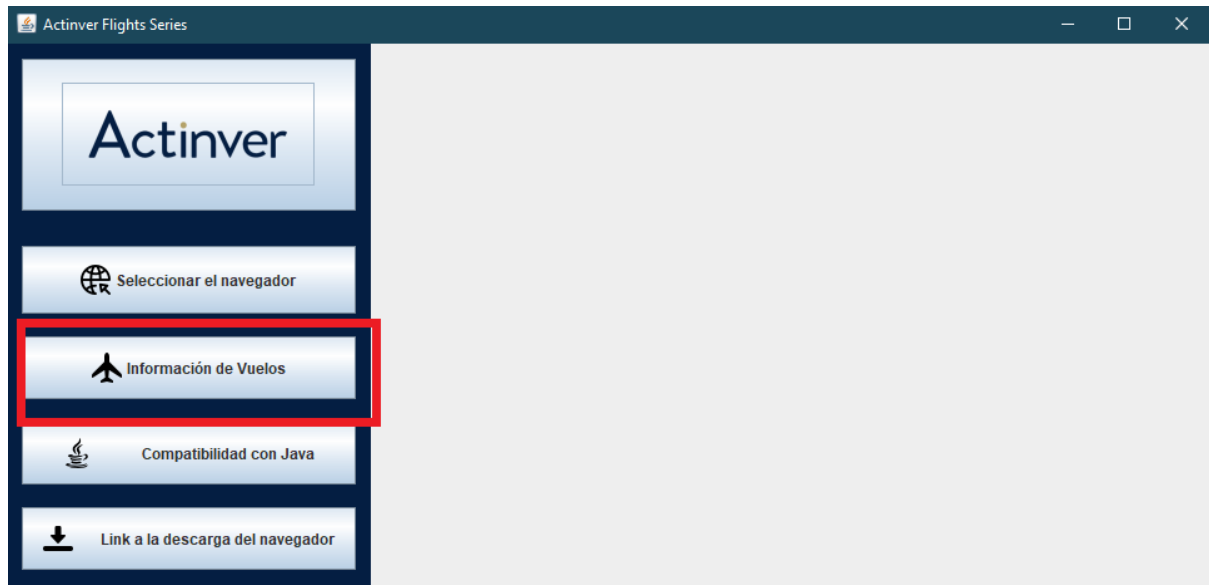 Actinver Flights Series
Actinver
Seleccionar el navegador
Información de Vuelos
Compatibilidad con Java
Link a la descarga del navegador